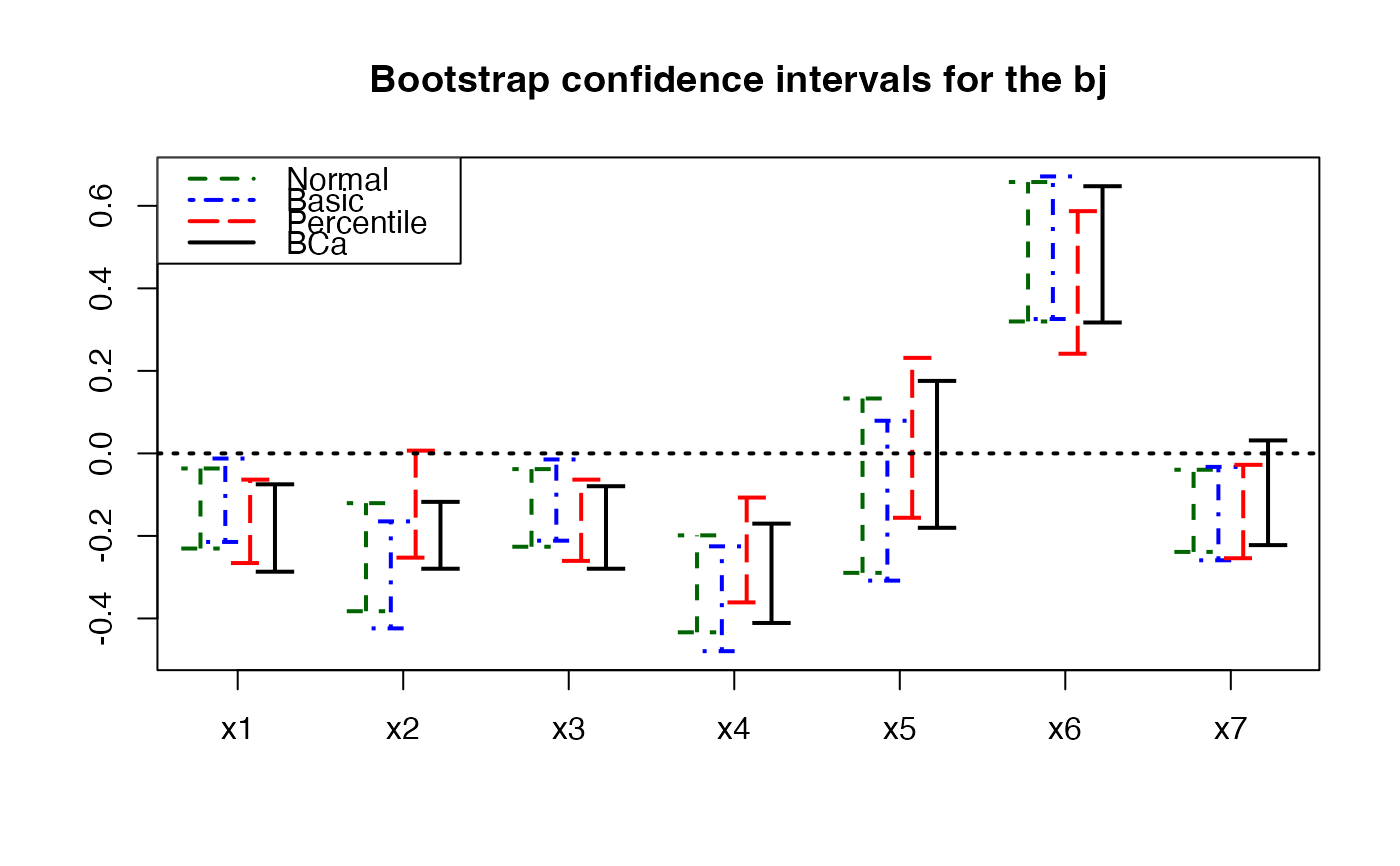 Bootstrap confidence intervals for the bj
Normal
Basic
Percentile
BCa
0.6
0.4
0.2
0.0
-0.2
-0.4
x1 x2 x3 x4 x5 x6 x7